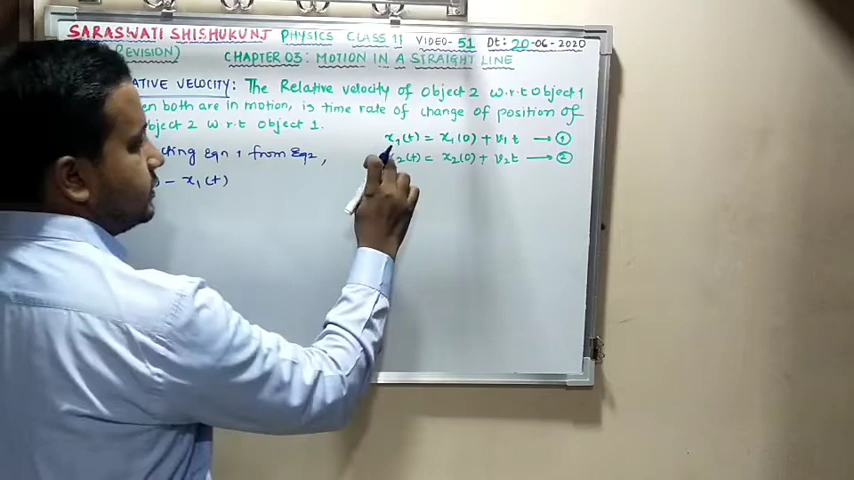 SARASWATI SHISHUKUNJ PHYSICS CLASS 11 VIDEO-51 Dt: 20-06-2020
REVISION) CHAPTER 03: MOTION IN A STRAIGHT LINE
ATIVE VELOCITY: The Relative velocity of object 2 w.r.t Object 1
en both are in motion, is time rate of change of position of
bject 2 w.r.t object 1.
x₁(t) = x₁(0) + v₁t → ①
x₂(t) = x₂(0) + v₂t → ②
cting eqn 1 from Eq2,
) - x₁(t)